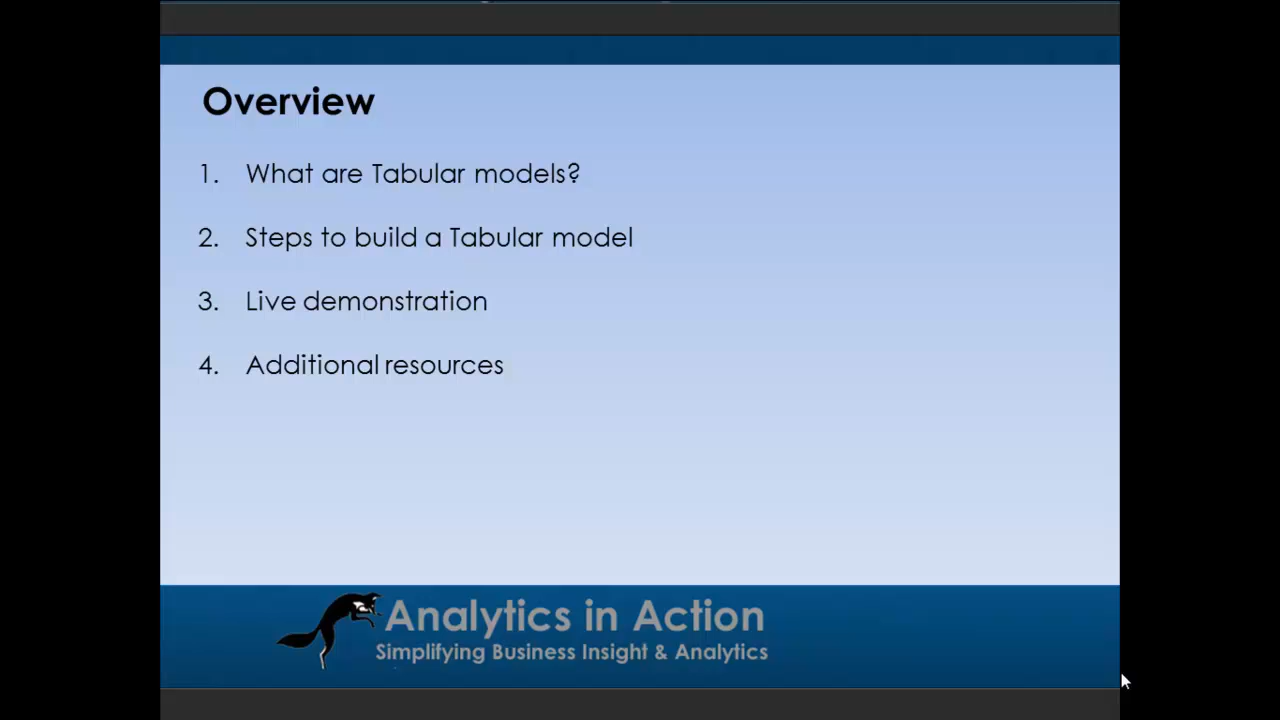 Overview
1. What are Tabular models?
2. Steps to build a Tabular model
3. Live demonstration
4. Additional resources
Analytics in Action
Simplifying Business Insight & Analytics